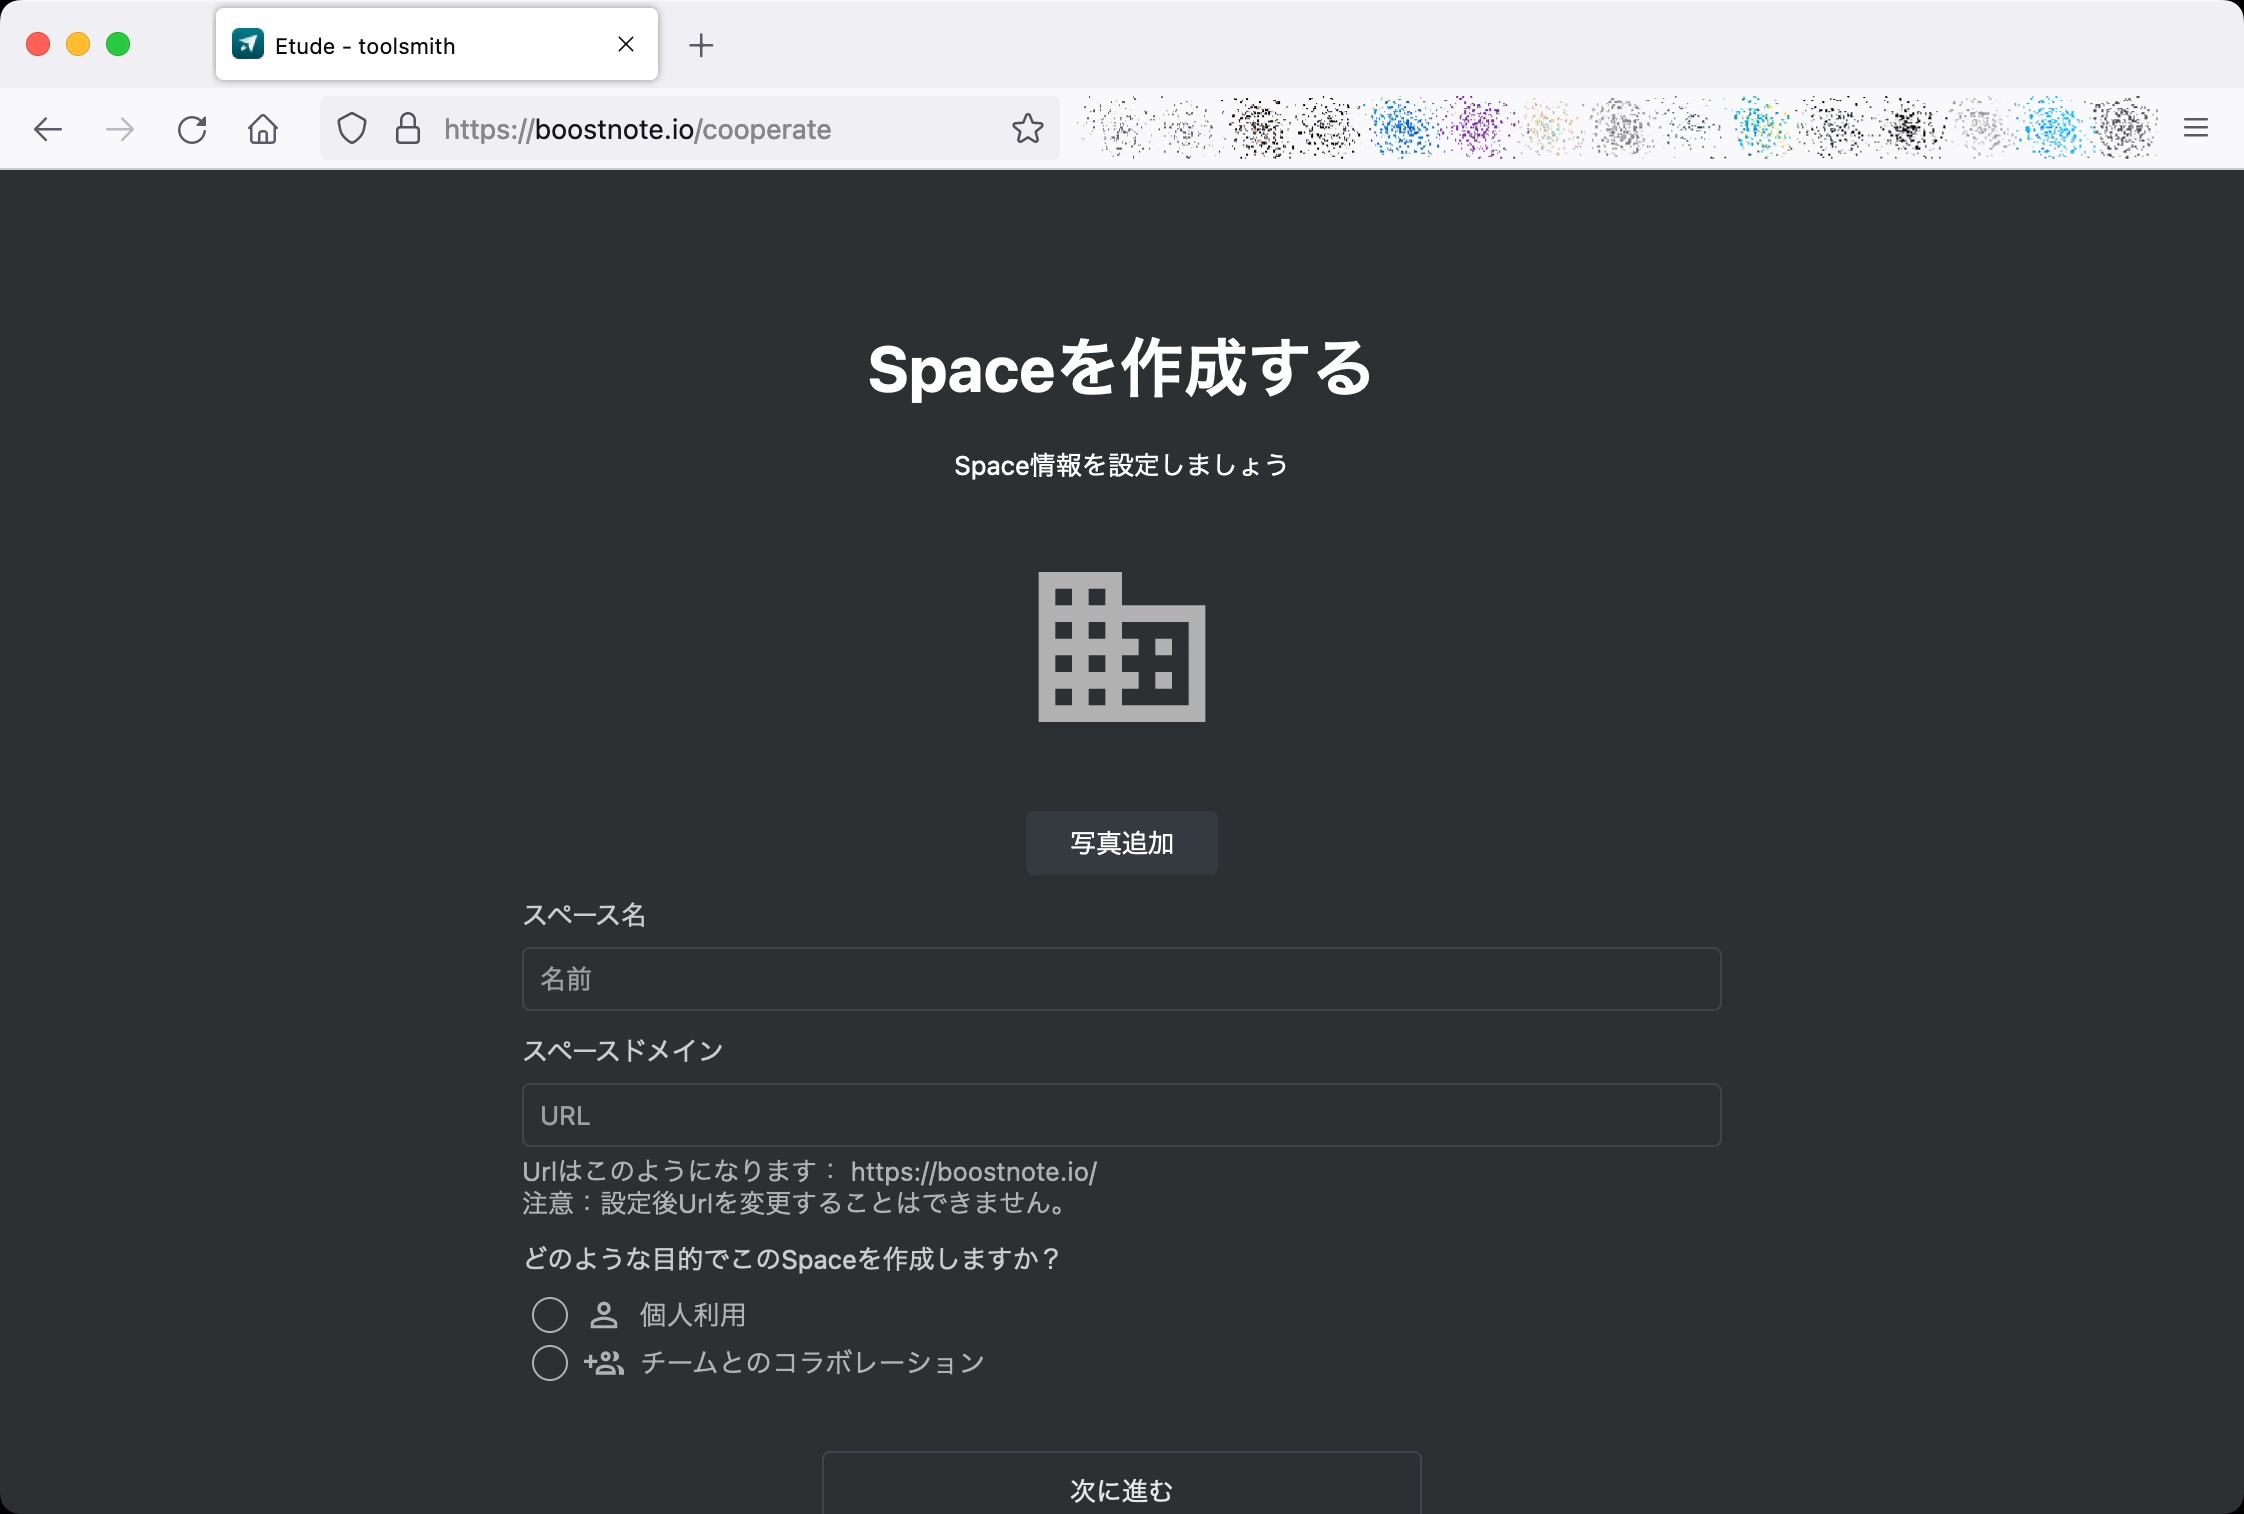 Etude - toolsmith
https://boostnote.io/cooperate
Spaceを作成する
Space情報を設定しましょう
写真追加
スペース名
名前
スペースドメイン
URL
Urlはこのようになります： https://boostnote.io/
注意：設定後Urlを変更することはできません。
どのような目的でこのSpaceを作成しますか？
個人利用
チームとのコラボレーション
次に進む